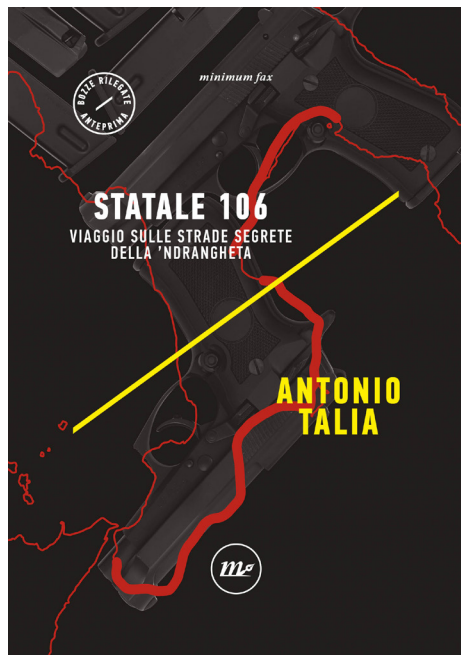 BOZZE RILEGATE
ANTEPRIMA
minimum fax
STATALE 106
VIAGGIO SULLE STRADE SEGRETE
DELLA 'NDRANGHETA
ANTONIO
TALIA
m